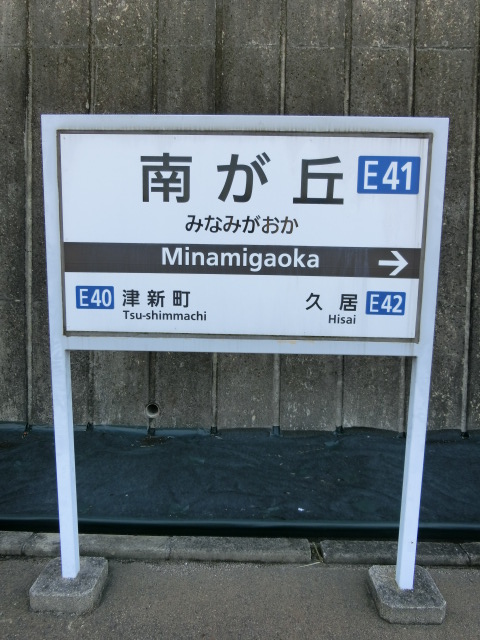 南が丘 E41
みなみがおか
Minamigaoka →
E40 津新町 久居 E42
Tsu-shimmachi Hisai